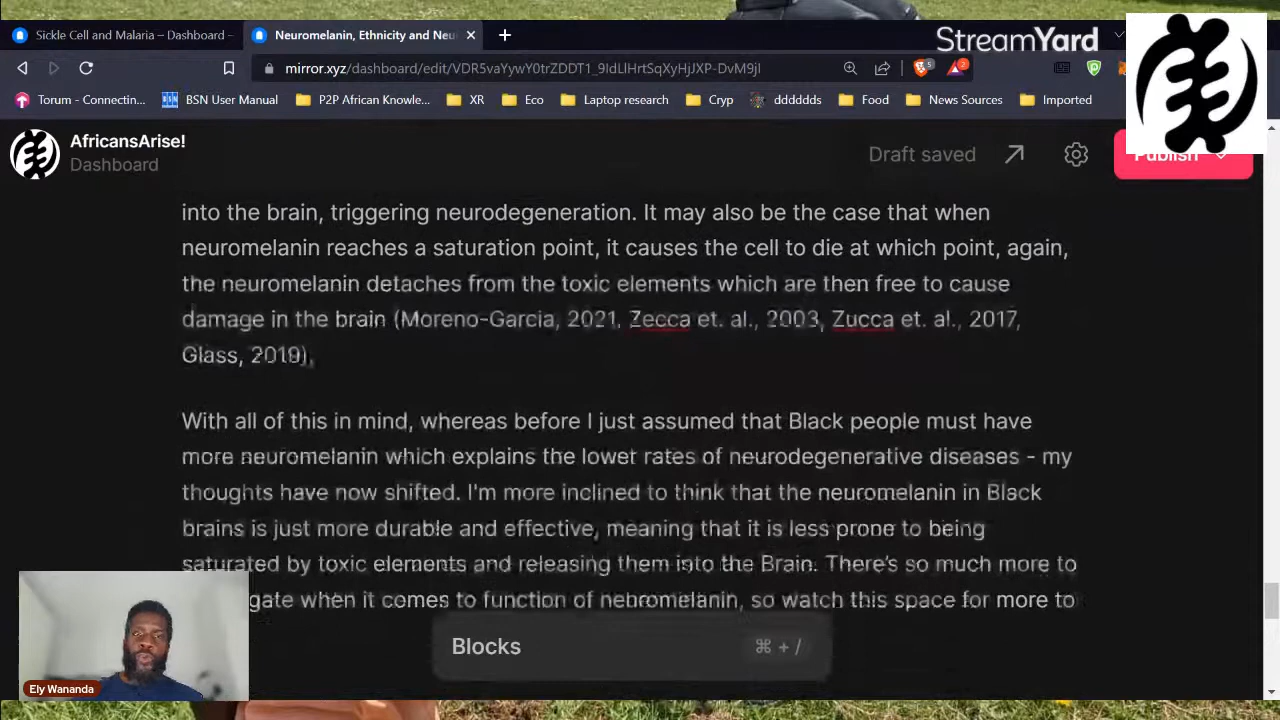 Sickle Cell and Malaria – Dashboard –
Neuromelanin, Ethnicity and Neu
StreamYard
mirror.xyz/dashboard/edit/VDR5vaYywY0trZDDT1_9IdLlHrtSqXyHjJXP-DvM9jI
5
2
Torum - Connectin...
BSN User Manual
P2P African Knowle...
XR
Eco
Laptop research
Cryp
dddddds
Food
News Sources
Imported
AfricansArise!
Dashboard
Draft saved
Publish
into the brain, triggering neurodegeneration. It may also be the case that when
neuromelanin reaches a saturation point, it causes the cell to die at which point, again,
the neuromelanin detaches from the toxic elements which are then free to cause
damage in the brain (Moreno-Garcia, 2021, Zecca et. al., 2003, Zucca et. al., 2017,
Glass, 2019),
With all of this in mind, whereas before I just assumed that Black people must have
more neuromelanin which explains the lower rates of neurodegenerative diseases - my
thoughts have now shifted. I'm more inclined to think that the neuromelanin in Black
brains is just more durable and effective, meaning that it is less prone to being
saturated by toxic elements and releasing them into the Brain. There's so much more to
gate when it comes to function of neuromelanin, so watch this space for more to
Blocks
⌘ + /
Ely Wananda